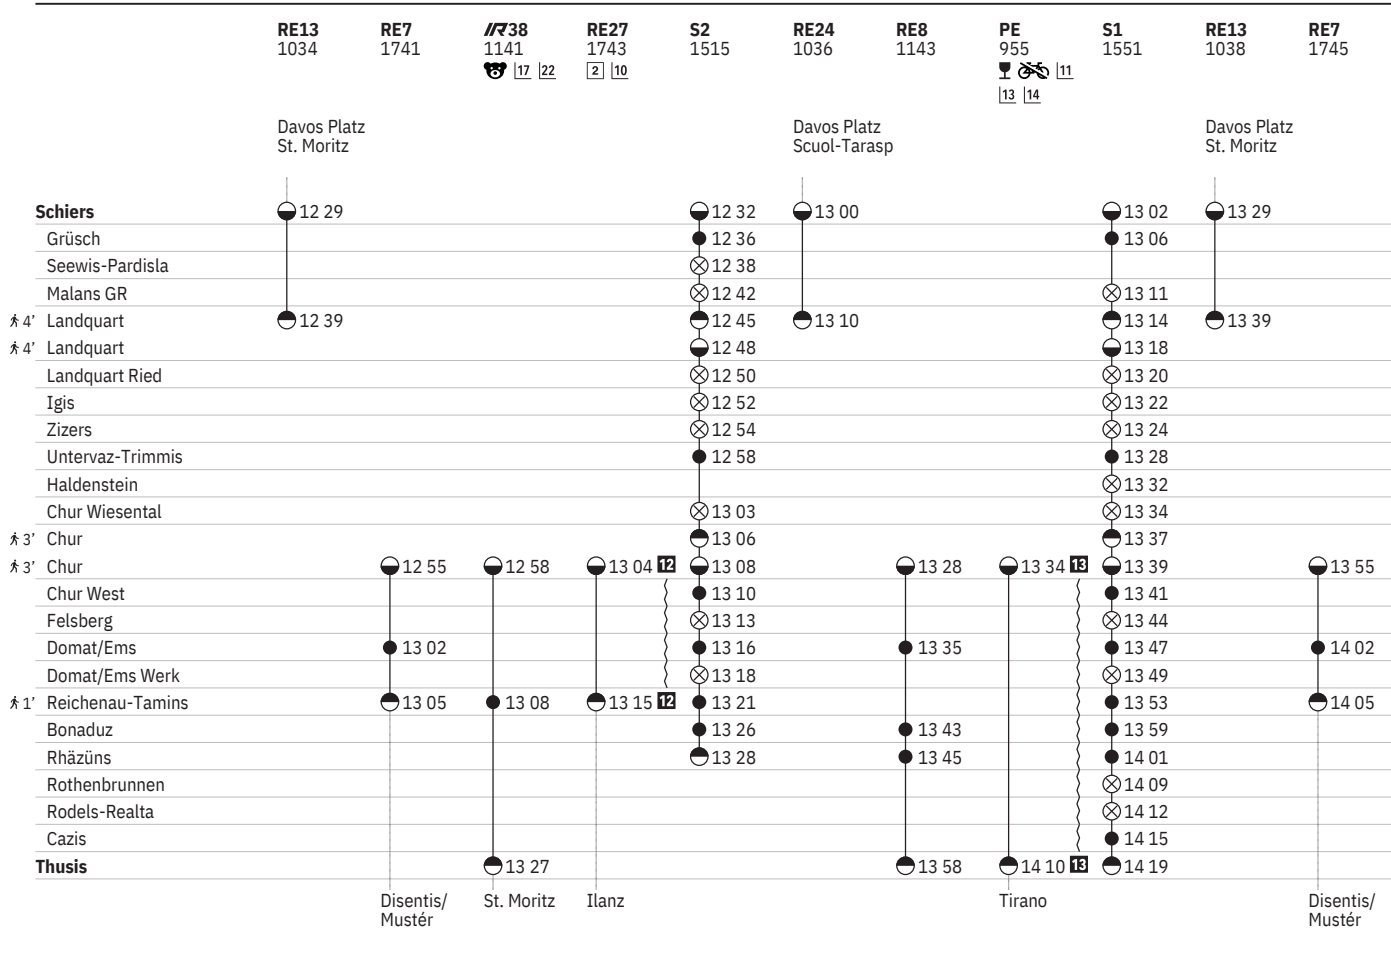 RE13 RE7 IR38 RE27 S2 RE24 RE8 PE S1 RE13 RE7
1034 1741 1141 1743 1515 1036 1143 955 1551 1038 1745
17 22 2 10 11
13 14
Davos Platz Davos Platz Davos Platz
St. Moritz Scuol-Tarasp St. Moritz
Schiers 12 29 12 32 13 00 13 02 13 29
Grüsch 12 36 13 06
Seewis-Pardisla 12 38
Malans GR 12 42 13 11
4' Landquart 12 39 12 45 13 10 13 14 13 39
4' Landquart 12 48 13 18
Landquart Ried 12 50 13 20
Igis 12 52 13 22
Zizers 12 54 13 24
Untervaz-Trimmis 12 58 13 28
Haldenstein 13 32
Chur Wiesental 13 03 13 34
3' Chur 13 06 13 37
3' Chur 12 55 12 58 13 04 12 13 08 13 28 13 34 13 13 39 13 55
Chur West 13 10 13 41
Felsberg 13 13 13 44
Domat/Ems 13 02 13 16 13 35 13 47 14 02
Domat/Ems Werk 13 18 13 49
1' Reichenau-Tamins 13 05 13 08 13 15 12 13 21 13 53 14 05
Bonaduz 13 26 13 43 13 59
Rhäzüns 13 28 13 45 14 01
Rothenbrunnen 14 09
Rodels-Realta 14 12
Cazis 14 15
Thusis 13 27 13 58 14 10 13 14 19
Disentis/ St. Moritz Ilanz Tirano Disentis/
Mustér Mustér